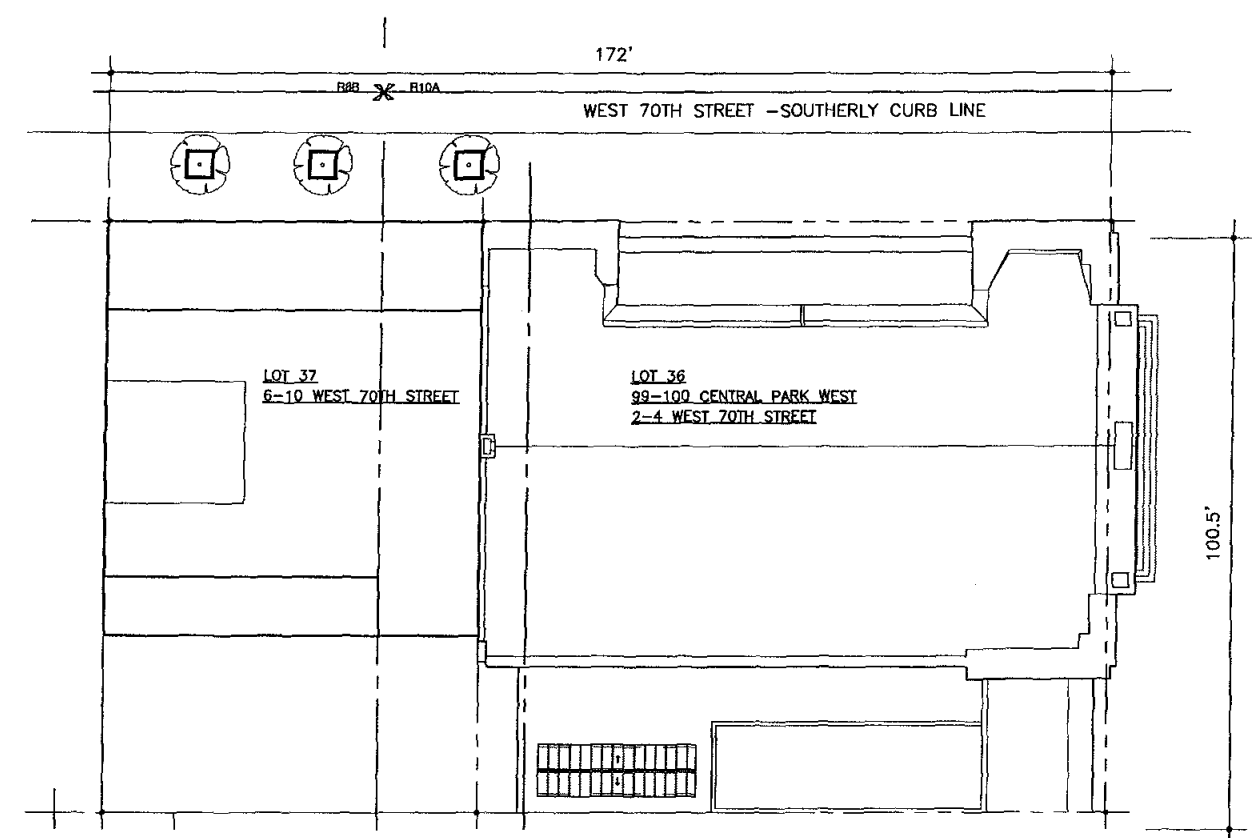 172'
R8B R10A
WEST 70TH STREET -SOUTHERLY CURB LINE
LOT 37
6-10 WEST 70TH STREET
LOT 36
99-100 CENTRAL PARK WEST
2-4 WEST 70TH STREET
100.5'